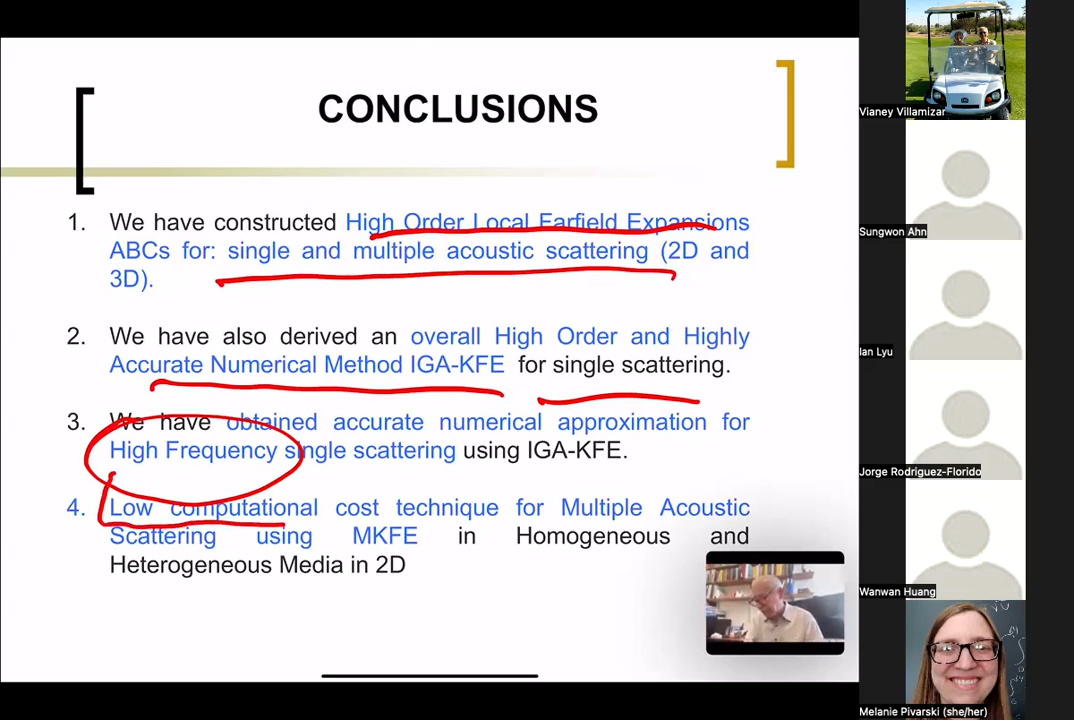 CONCLUSIONS
1. We have constructed High Order Local Farfield Expansions
ABCs for: single and multiple acoustic scattering (2D and
3D).
2. We have also derived an overall High Order and Highly
Accurate Numerical Method IGA-KFE for single scattering.
3. We have obtained accurate numerical approximation for
High Frequency single scattering using IGA-KFE.
4. Low computational cost technique for Multiple Acoustic
Scattering using MKFE in Homogeneous and
Heterogeneous Media in 2D
Vianey Villamizar
Sungwon Ahn
Ian Lyu
Jorge Rodriguez-Florido
Wanwan Huang
Melanie Pivarski (she/her)